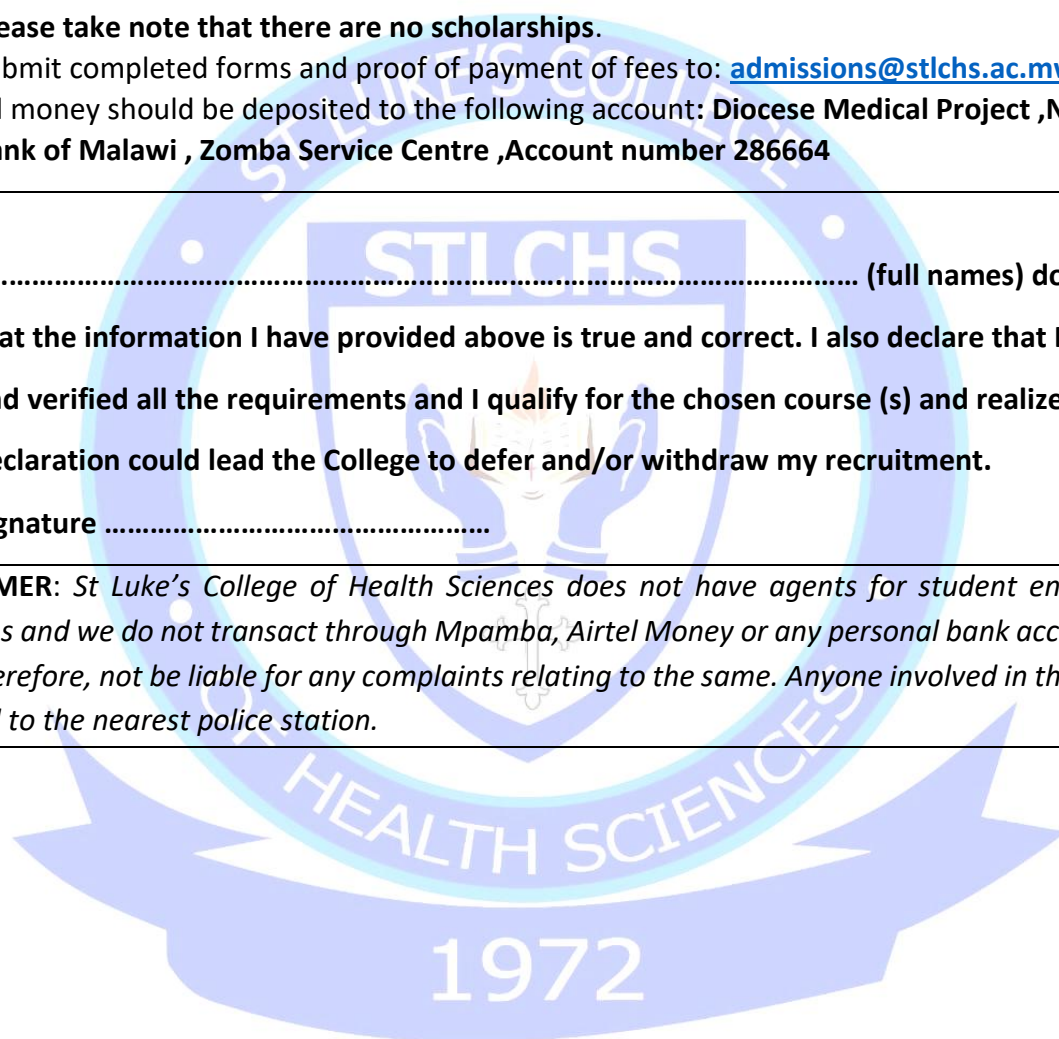 ease take note that there are no scholarships.
bmit completed forms and proof of payment of fees to: admissions@stlchs.ac.mw
l money should be deposited to the following account: Diocese Medical Project ,N
ank of Malawi , Zomba Service Centre ,Account number 286664
……………………………………………………………………………………………… (full names) do
at the information I have provided above is true and correct. I also declare that I
nd verified all the requirements and I qualify for the chosen course (s) and realize
eclaration could lead the College to defer and/or withdraw my recruitment.
gnature ……………………………………………
MER: St Luke’s College of Health Sciences does not have agents for student en
s and we do not transact through Mpamba, Airtel Money or any personal bank acc
erefore, not be liable for any complaints relating to the same. Anyone involved in th
d to the nearest police station.
ST LUKE'S COLLEGE
STLCHS
OF HEALTH SCIENCES
1972